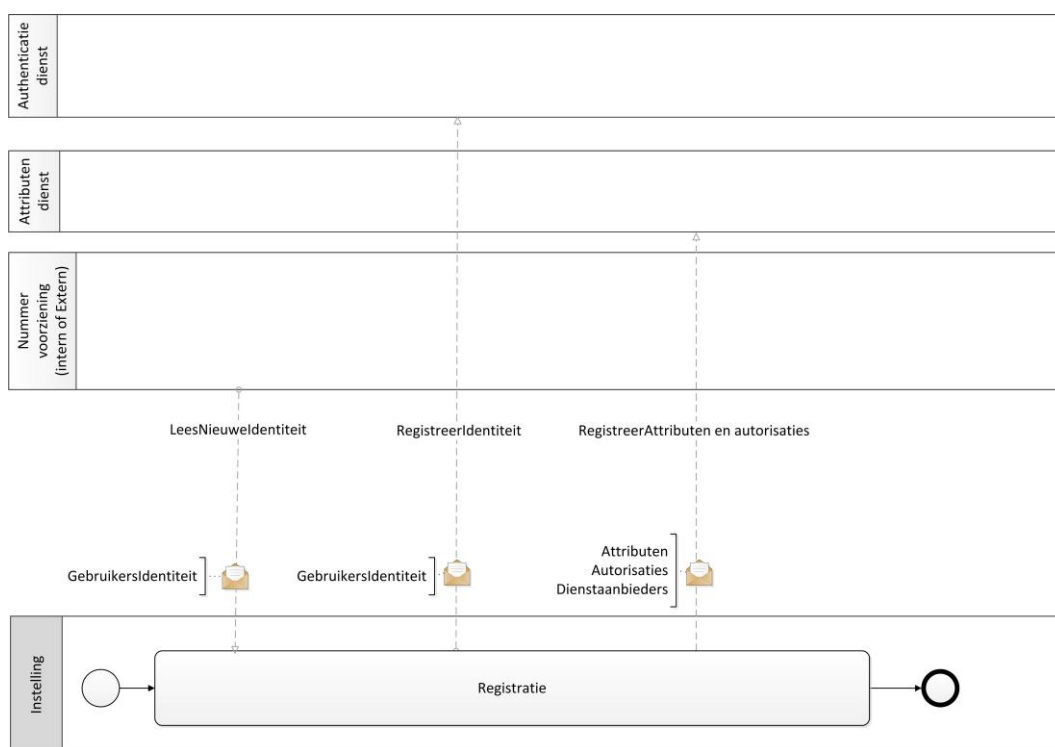 Authenticatie
dienst
Attributen
dienst
Nummer
voorziening
(intern of Extern)
LeesNieuweIdentiteit
RegistreerIdentiteit
RegistreerAttributen en autorisaties
GebruikersIdentiteit
GebruikersIdentiteit
Attributen
Autorisaties
Dienstaanbieders
Instelling
Registratie